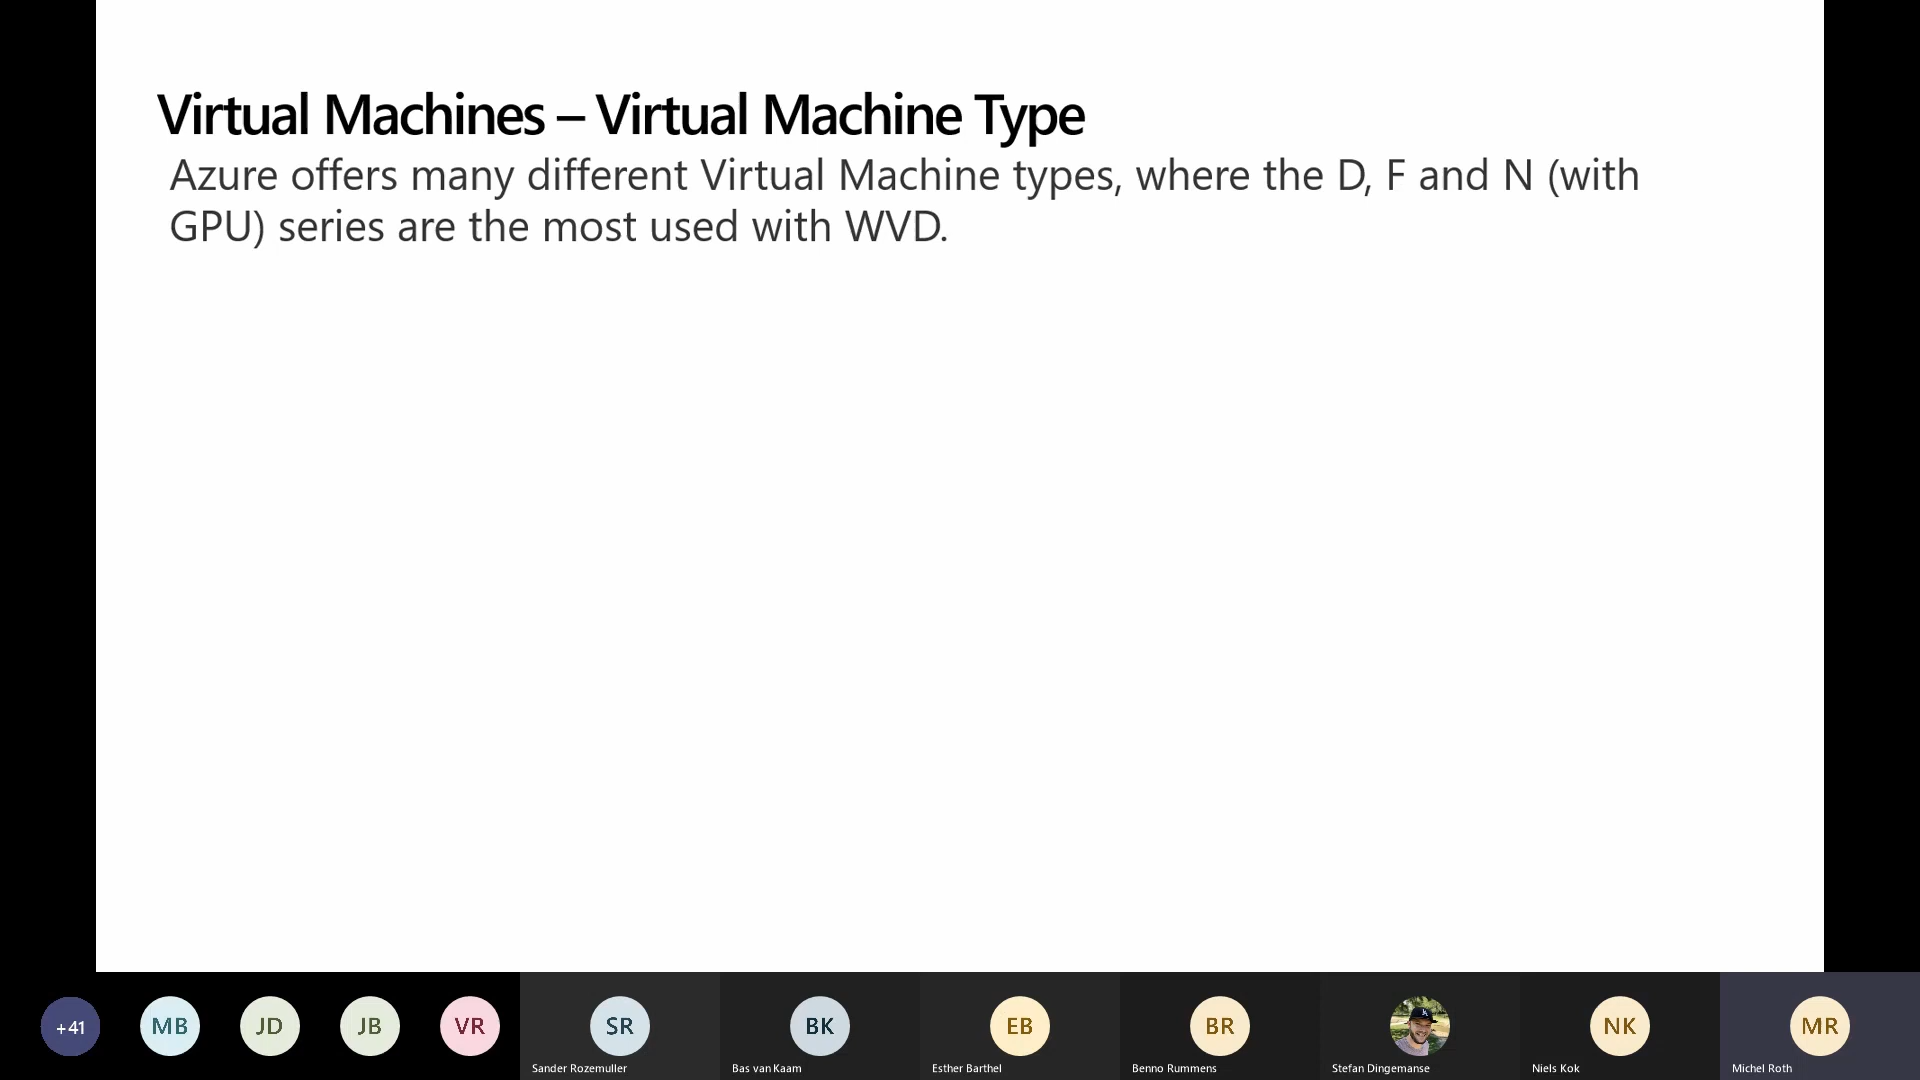 Virtual Machines – Virtual Machine Type
Azure offers many different Virtual Machine types, where the D, F and N (with
GPU) series are the most used with WVD.
+41
MB
JD
JB
VR
SR
BK
EB
BR
NK
MR
Sander Rozemuller
Bas van Kaam
Esther Barthel
Benno Rummens
Stefan Dingemanse
Niels Kok
Michel Roth